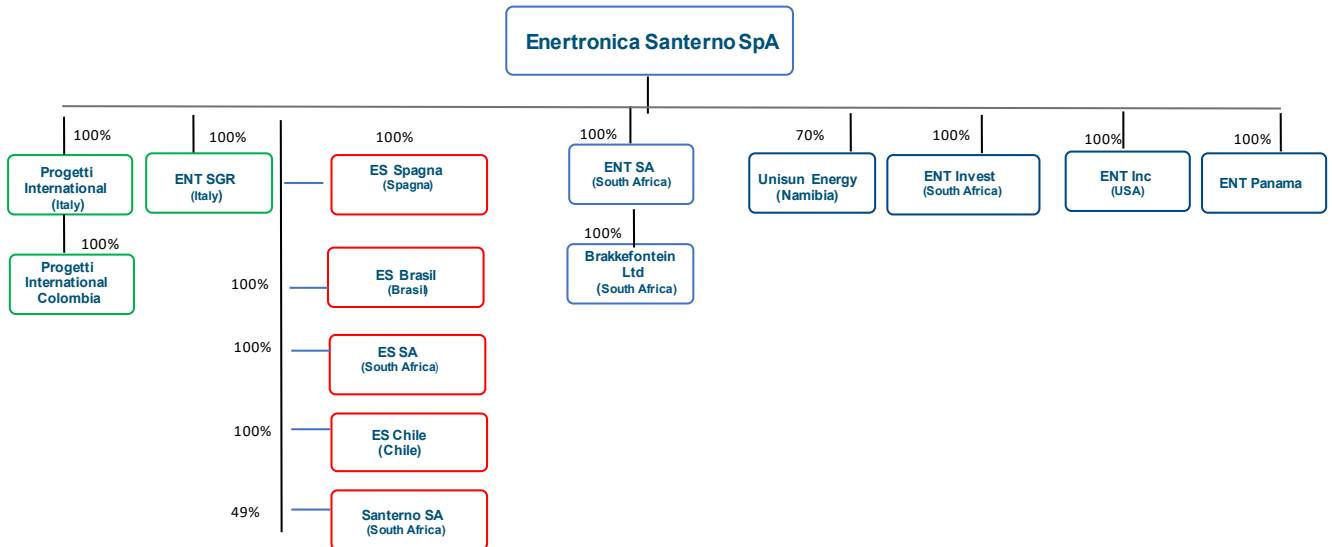 Enertronica Santerno SpA
100%
100%
100%
100%
70%
100%
100%
100%
Progetti
International
(Italy)
ENT SGR
(Italy)
ES Spagna
(Spagna)
ENT SA
(South Africa)
Unisun Energy
(Namibia)
ENT Invest
(South Africa)
ENT Inc
(USA)
ENT Panama
100%
Progetti
International
Colombia
100%
Brakkefontein
Ltd
(South Africa)
100%
ES Brasil
(Brasil)
100%
ES SA
(South Africa)
100%
ES Chile
(Chile)
49%
Santerno SA
(South Africa)